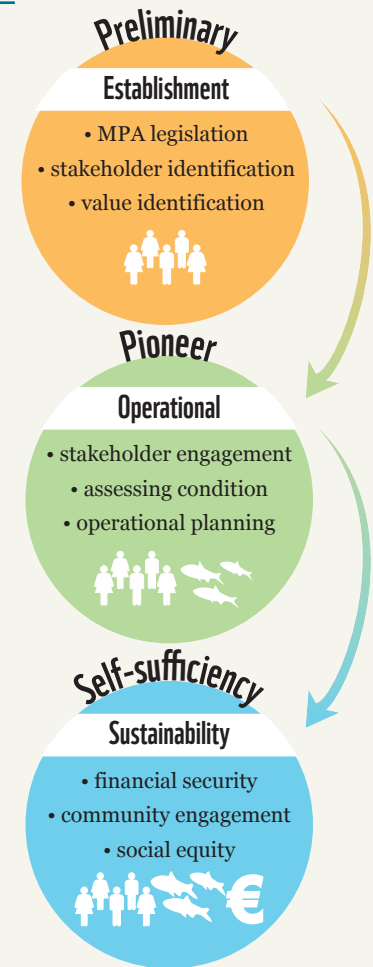 Preliminary
Establishment
• MPA legislation
• stakeholder identification
• value identification
Pioneer
Operational
• stakeholder engagement
• assessing condition
• operational planning
Self-sufficiency
Sustainability
• financial security
• community engagement
• social equity
€